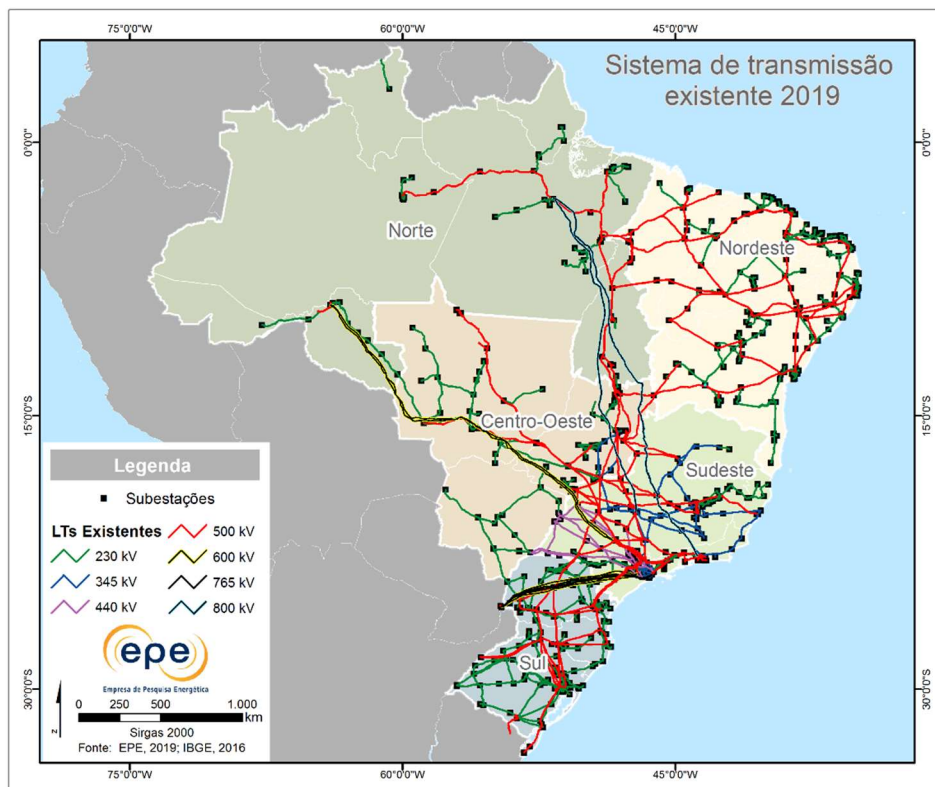 75°0'0"W 60°0'0"W 45°0'0"W
Sistema de transmissão
existente 2019
0°0'0" 0°0'0"
Norte
Nordeste
15°0'0"S 15°0'0"S
Centro-Oeste
Sudeste
Legenda
Subestações
LTs Existentes
500 kV
230 kV
600 kV
345 kV
765 kV
440 kV
800 kV
epe
Empresa de Pesquisa Energética
Sul
30°0'0"S 30°0'0"S
0 250 500 1.000
km
N
Sirgas 2000
Fonte: EPE, 2019; IBGE, 2016
75°0'0"W 60°0'0"W 45°0'0"W